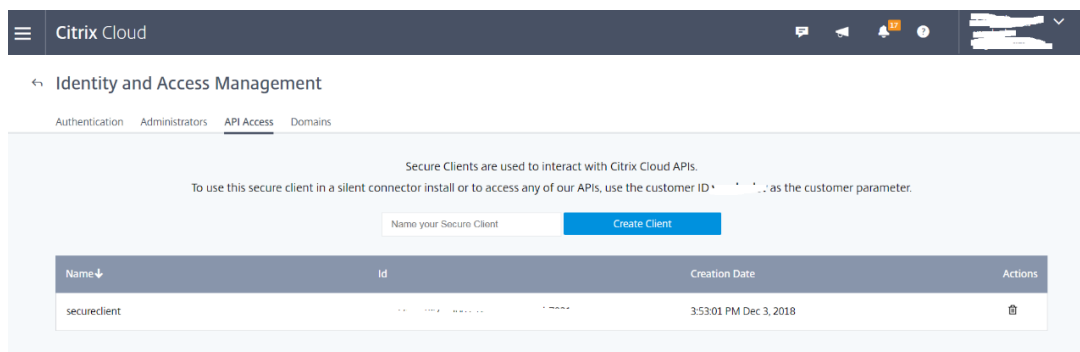 Citrix Cloud
17
?
Identity and Access Management
Authentication Administrators API Access Domains
Secure Clients are used to interact with Citrix Cloud APIs.
To use this secure client in a silent connector install or to access any of our APIs, use the customer ID as the customer parameter.
Name your Secure Client Create Client
Name Id Creation Date Actions
secureclient 3:53:01 PM Dec 3, 2018